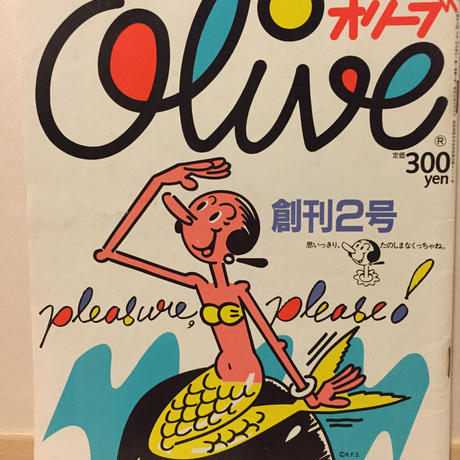 オリーブ
Olive
®
定価300
yen
創刊2号
思いっきり、たのしまなくっちゃね。
pleasure, please!
©K.F.S.